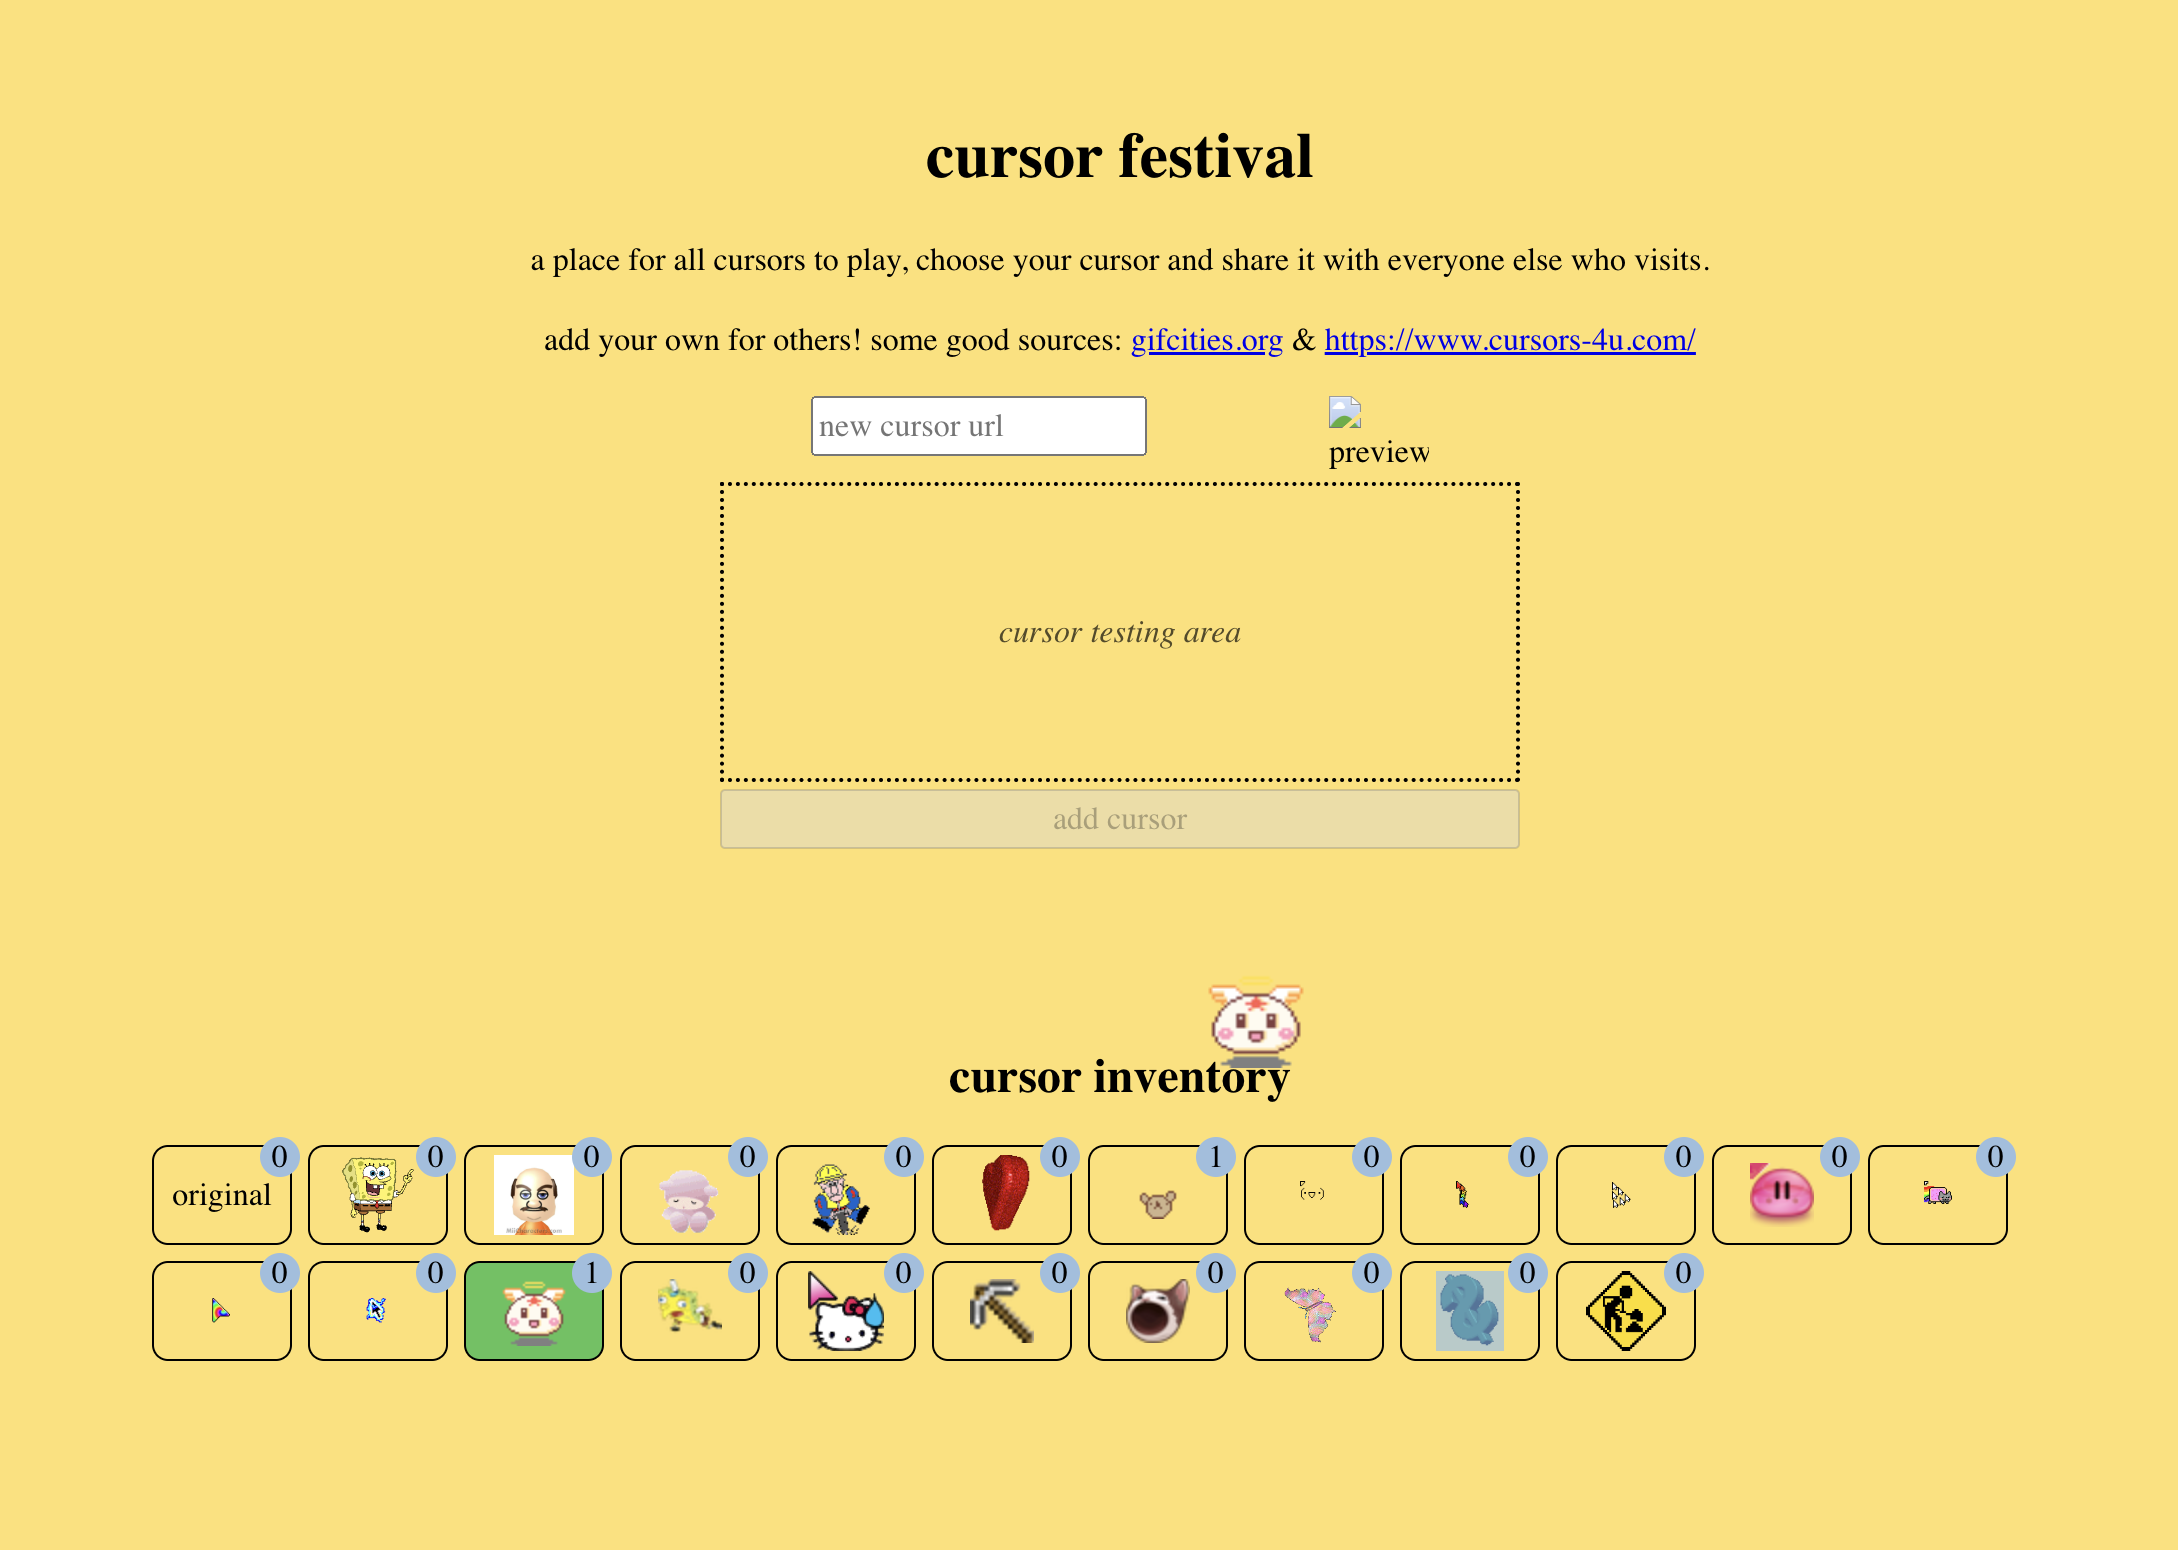 cursor festival
a place for all cursors to play, choose your cursor and share it with everyone else who visits.
add your own for others! some good sources: gifcities.org & https://www.cursors-4u.com/
new cursor url
preview
cursor testing area
add cursor
cursor inventory
original 0 0 0 0 0 0 1 0 0 0 0 0
0 0 1 0 0 0 0 0 0 0